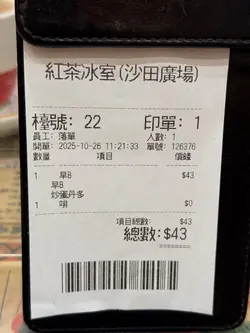 紅茶冰室(沙田廣場)
檯號: 22 印單: 1
員工: 落單 人數: 1
開單: 2025-10-26 11:21:33 單號: 126376
數量 項目 價錢
1 早8 $43
早8
炒蛋丹多
1 啡 $0
項目總數: $43
總數: $43